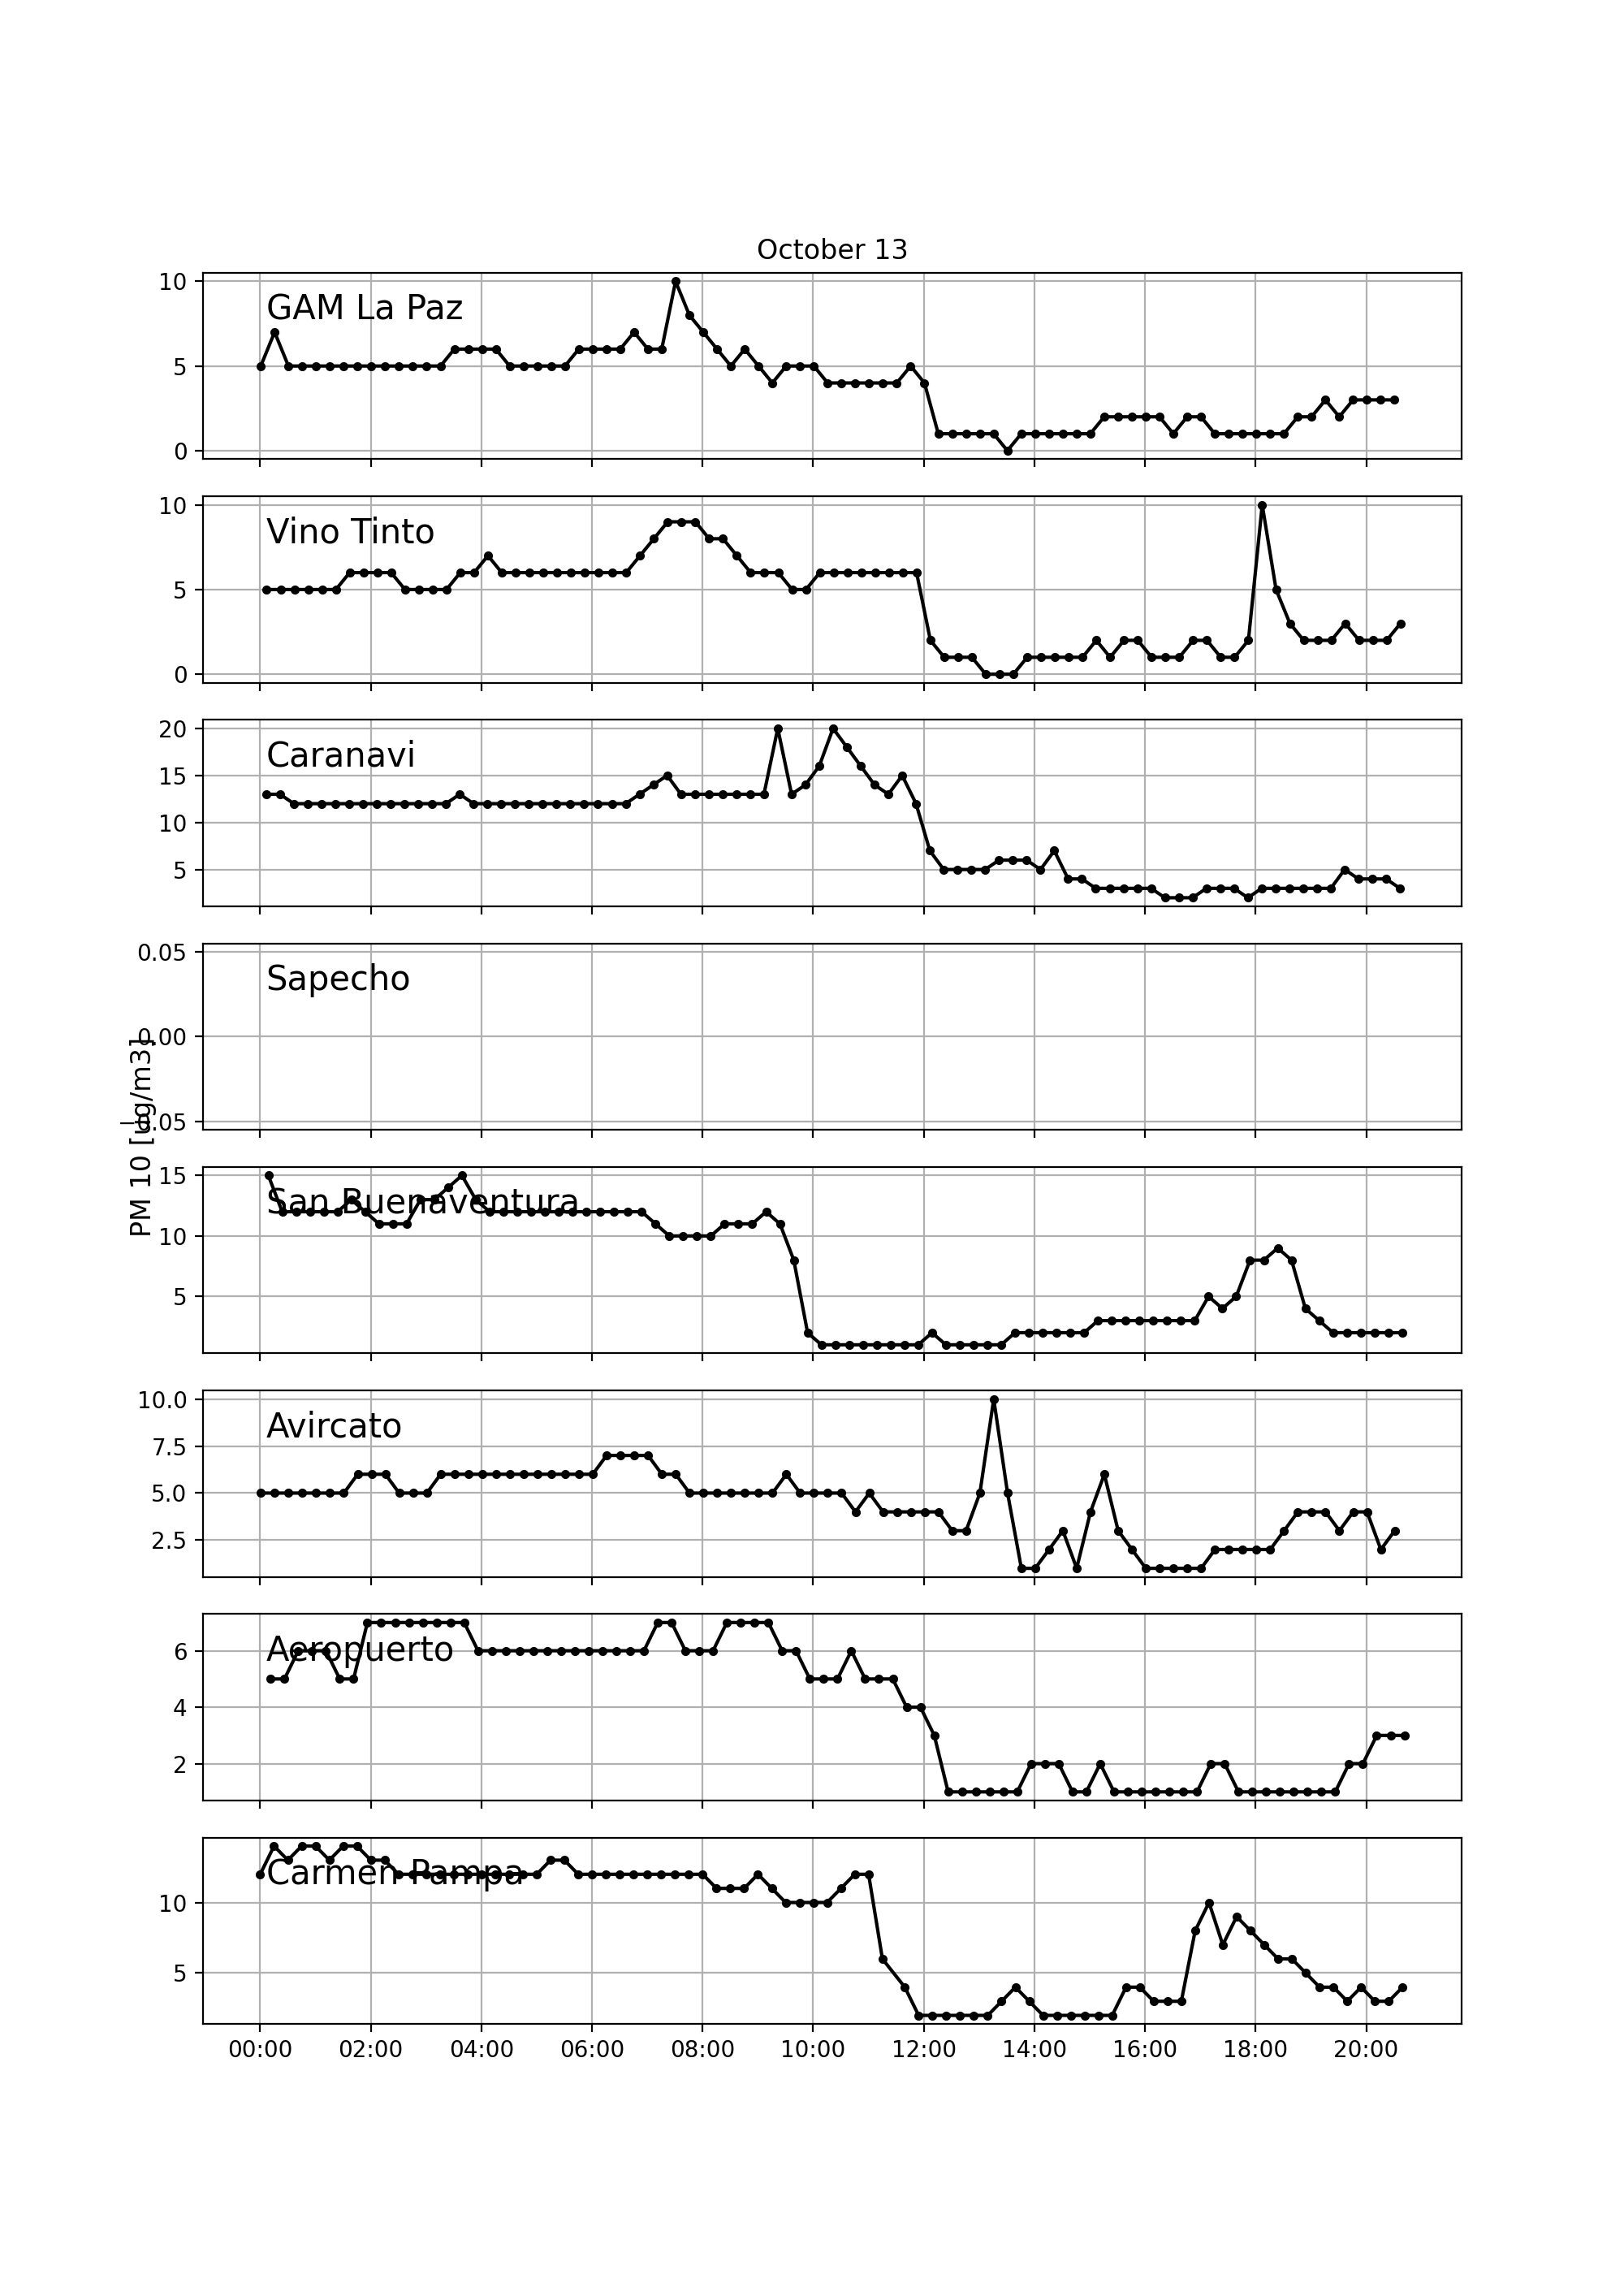 October 13
10
GAM La Paz
5
0
10
Vino Tinto
5
0
20
Caranavi
15
10
5
0.05
Sapecho
0.00
−0.05
PM 10 [ug/m3]
15
San Buenaventura
10
5
10.0
Avircato
7.5
5.0
2.5
Aeropuerto
6
4
2
Carmen Pampa
10
5
00:00 02:00 04:00 06:00 08:00 10:00 12:00 14:00 16:00 18:00 20:00